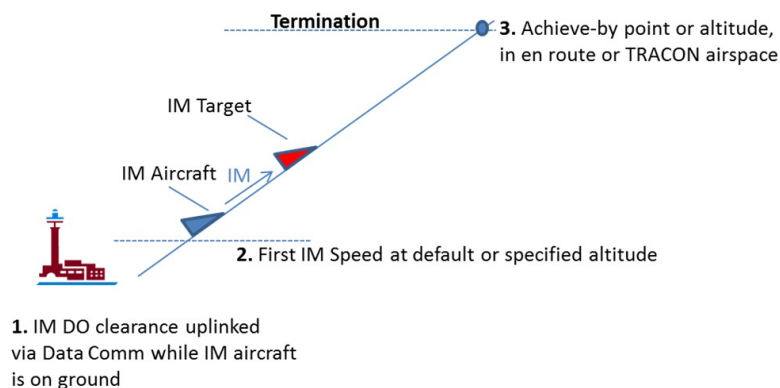 Termination
3. Achieve-by point or altitude,
in en route or TRACON airspace
IM Target
IM Aircraft IM
2. First IM Speed at default or specified altitude
1. IM DO clearance uplinked
via Data Comm while IM aircraft
is on ground